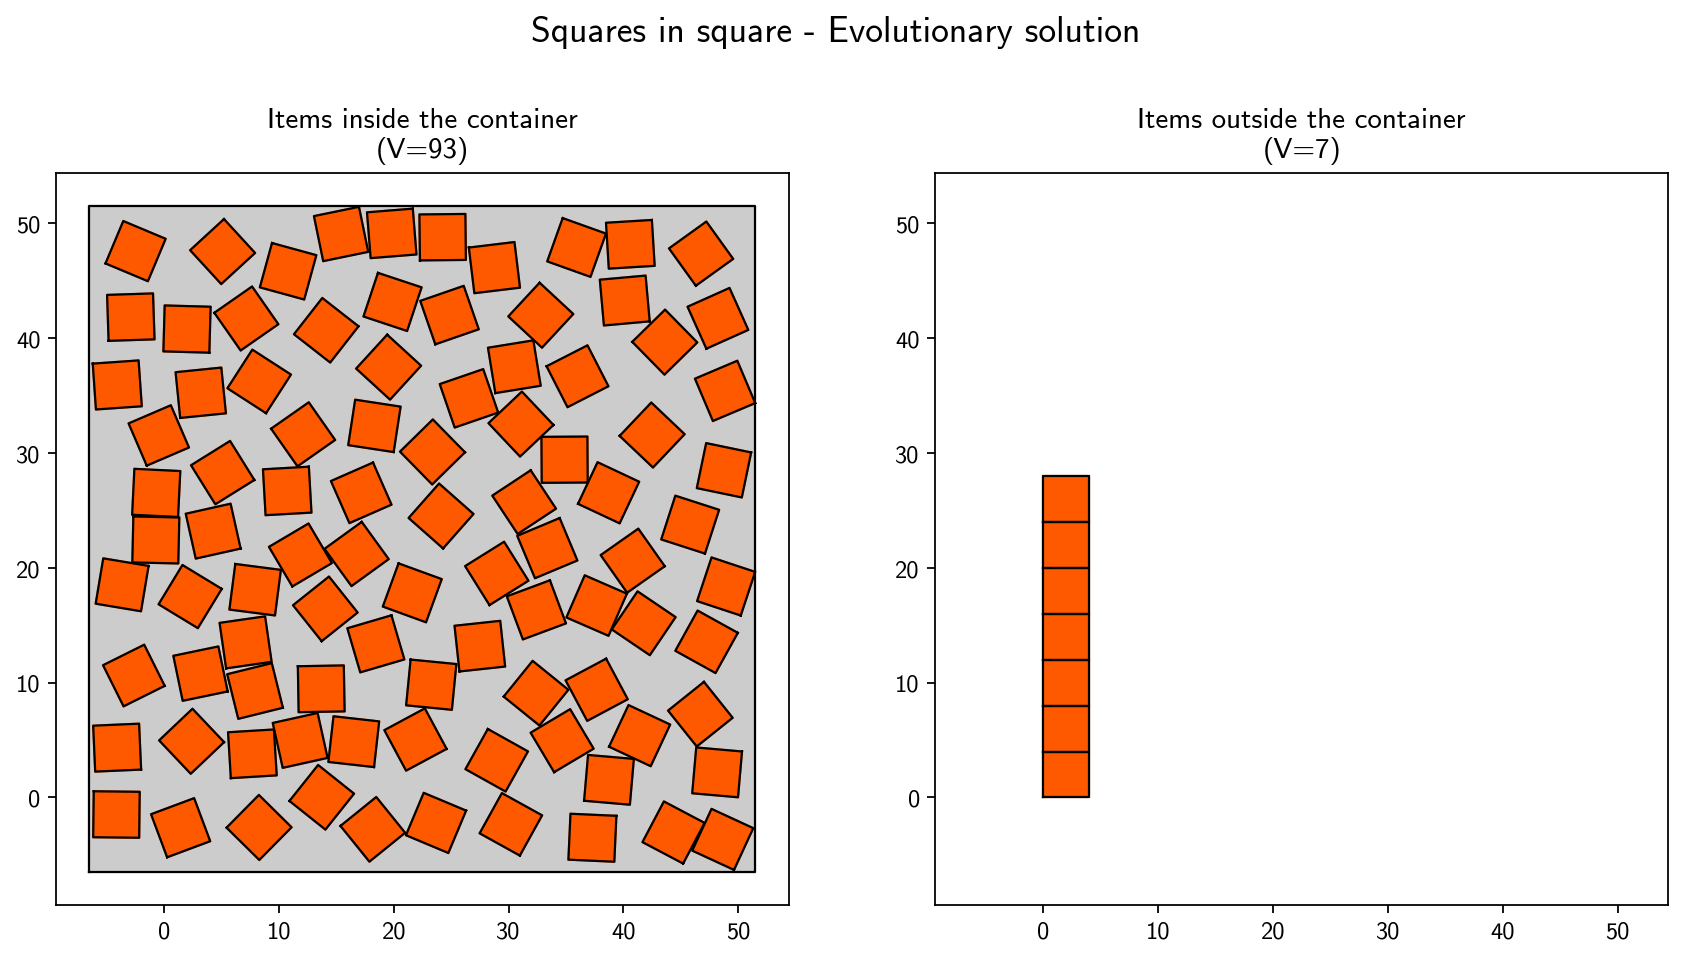 Squares in square - Evolutionary solution
Items inside the container
(V=93)
50
40
30
20
10
0
0 10 20 30 40 50
Items outside the container
(V=7)
50
40
30
20
10
0
0 10 20 30 40 50